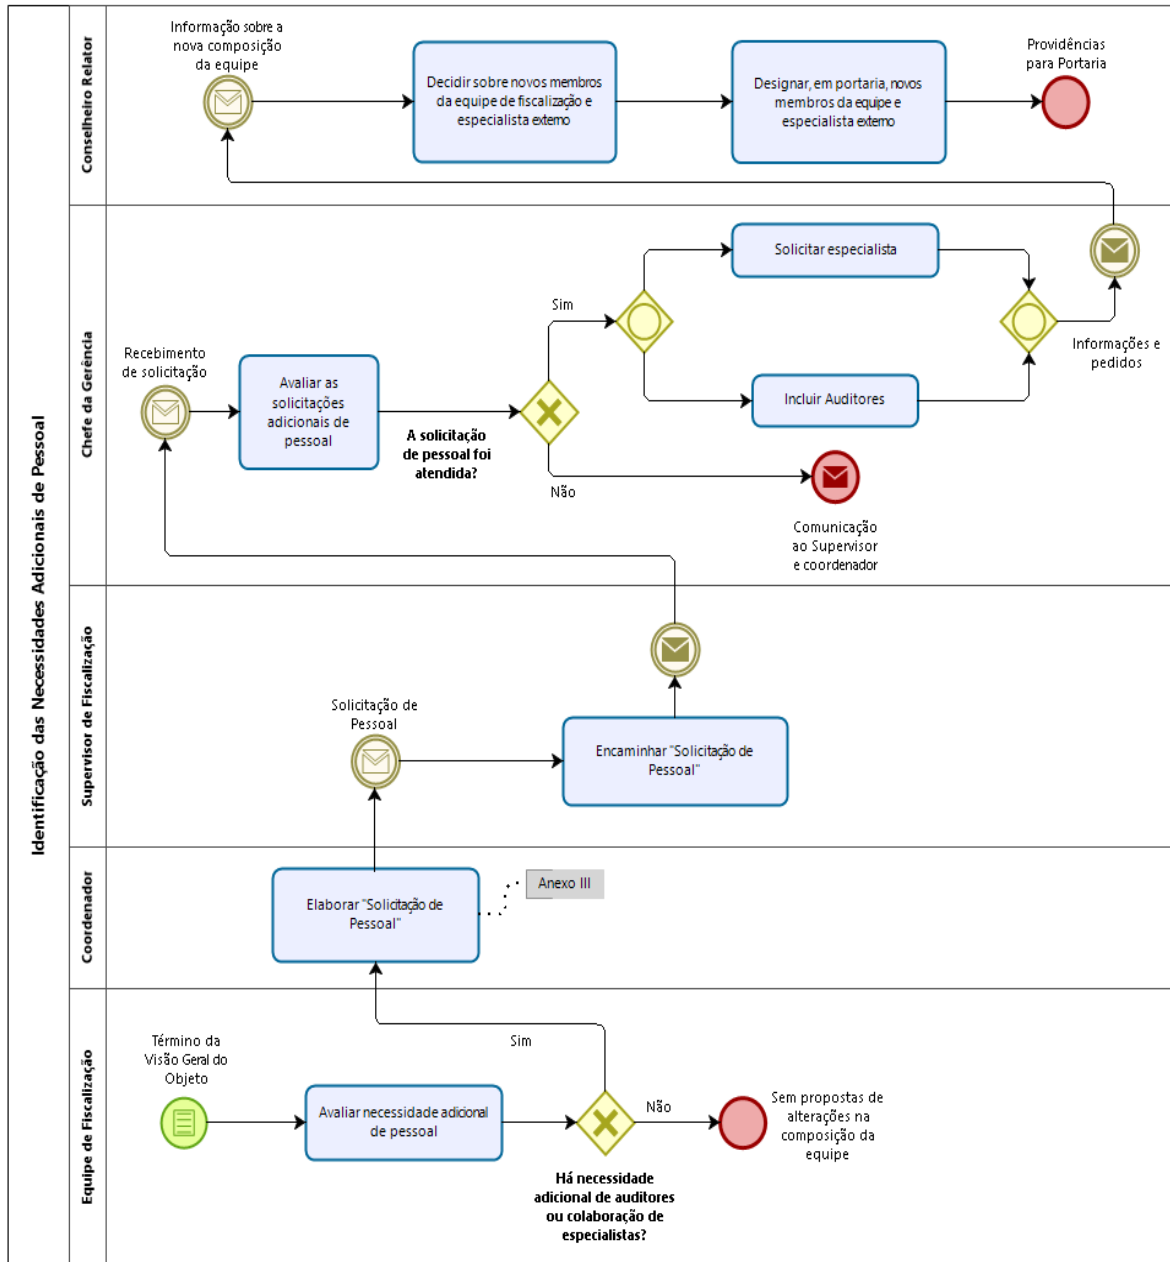 Identificação das Necessidades Adicionais de Pessoal
Conselheiro Relator
Informação sobre a
nova composição
da equipe
Decidir sobre novos membros
da equipe de fiscalização e
especialista externo
Designar, em portaria, novos
membros da equipe e
especialista externo
Providências
para Portaria
Chefe da Gerência
Recebimento
de solicitação
Avaliar as
solicitações
adicionais de
pessoal
A solicitação
de pessoal foi
atendida?
Sim
Não
Solicitar especialista
Incluir Auditores
Informações e
pedidos
Comunicação
ao Supervisor
e coordenador
Supervisor de Fiscalização
Solicitação de
Pessoal
Encaminhar "Solicitação de
Pessoal"
Coordenador
Elaborar "Solicitação de
Pessoal"
Anexo III
Equipe de Fiscalização
Término da
Visão Geral do
Objeto
Avaliar necessidade adicional
de pessoal
Sim
Não
Há necessidade
adicional de auditores
ou colaboração de
especialistas?
Sem propostas de
alterações na
composição da
equipe